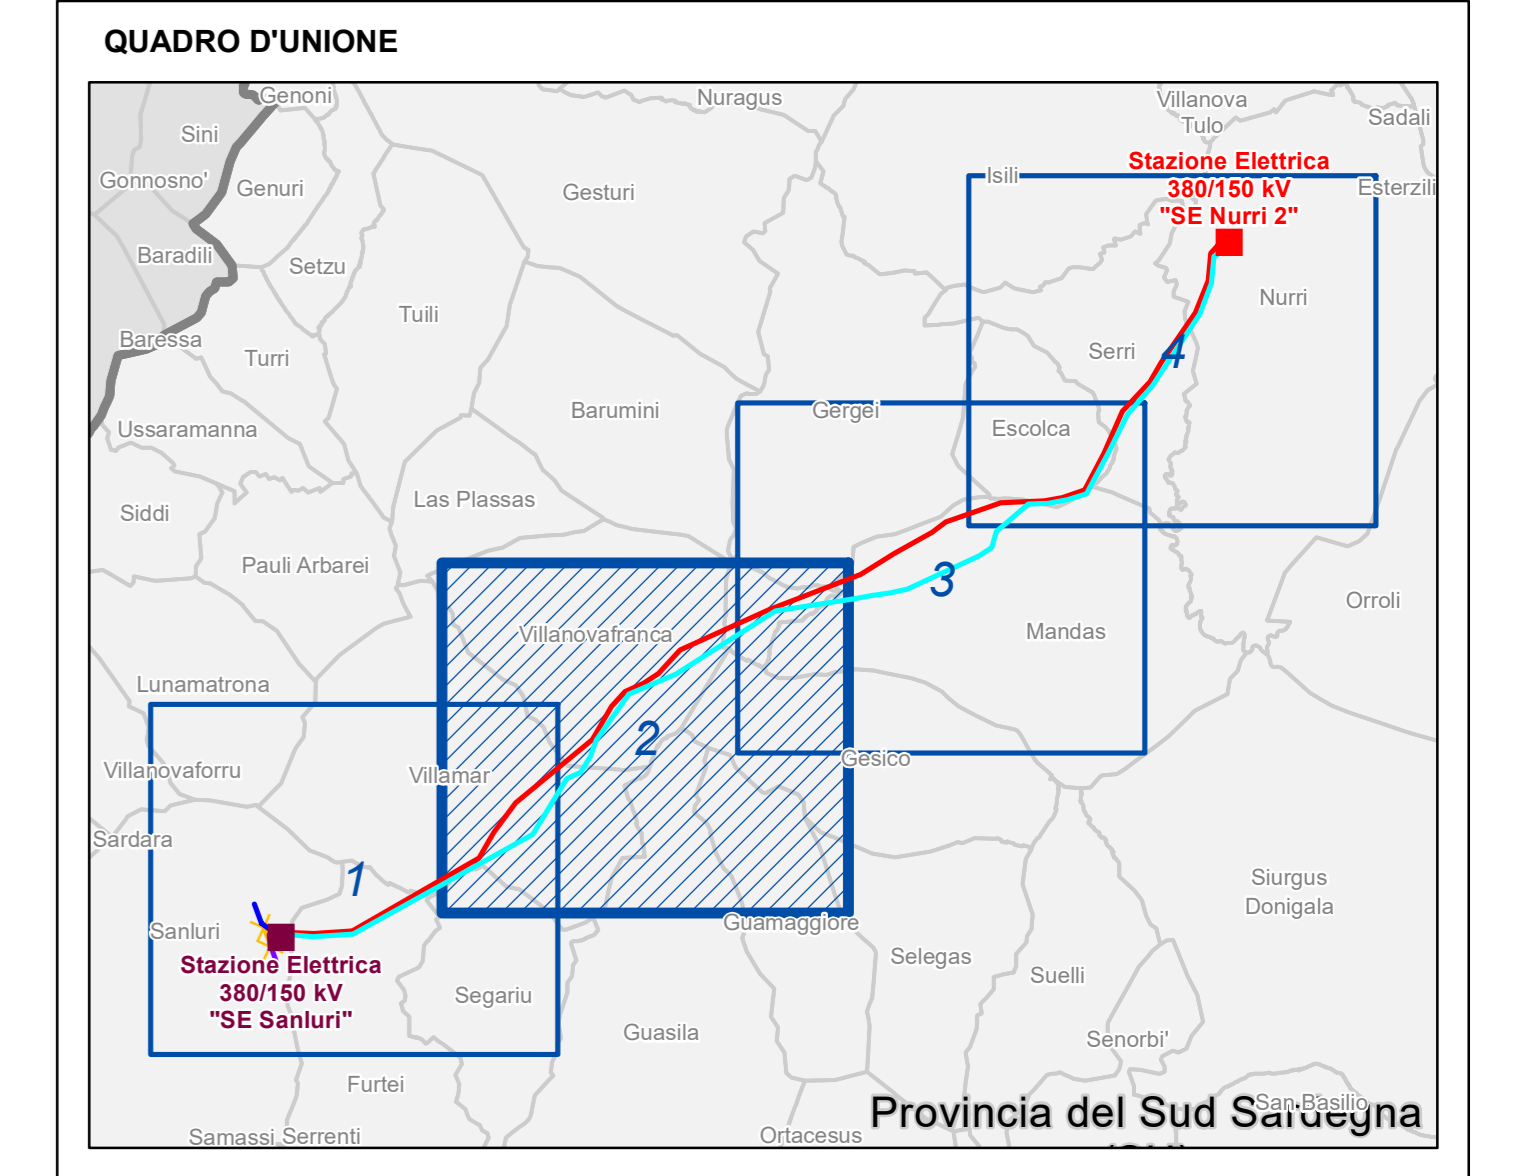 QUADRO D'UNIONE
Genoni
Nuragus
Villanova
Tulo
Sadali
Sini
Stazione Elettrica
380/150 kV
"SE Nurri 2"
Isili
Gonnosno'
Genuri
Gesturi
Esterzili
Baradili
Setzu
Nurri
Tuili
Baressa
Turri
Serri
4
Barumini
Gergei
Ussaramanna
Escolca
Las Plassas
Siddi
Pauli Arbarei
3
Orroli
Villanovafranca
Mandas
Lunamatrona
2
Villanovaforru
Villamar
Gesico
Sardara
1
Siurgus
Donigala
Sanluri
Guamaggiore
Stazione Elettrica
380/150 kV
"SE Sanluri"
Selegas
Suelli
Segariu
Guasila
Senorbi'
Furtei
San Basilio
Provincia del Sud Sardegna
Samassi
Serrenti
Ortacesus